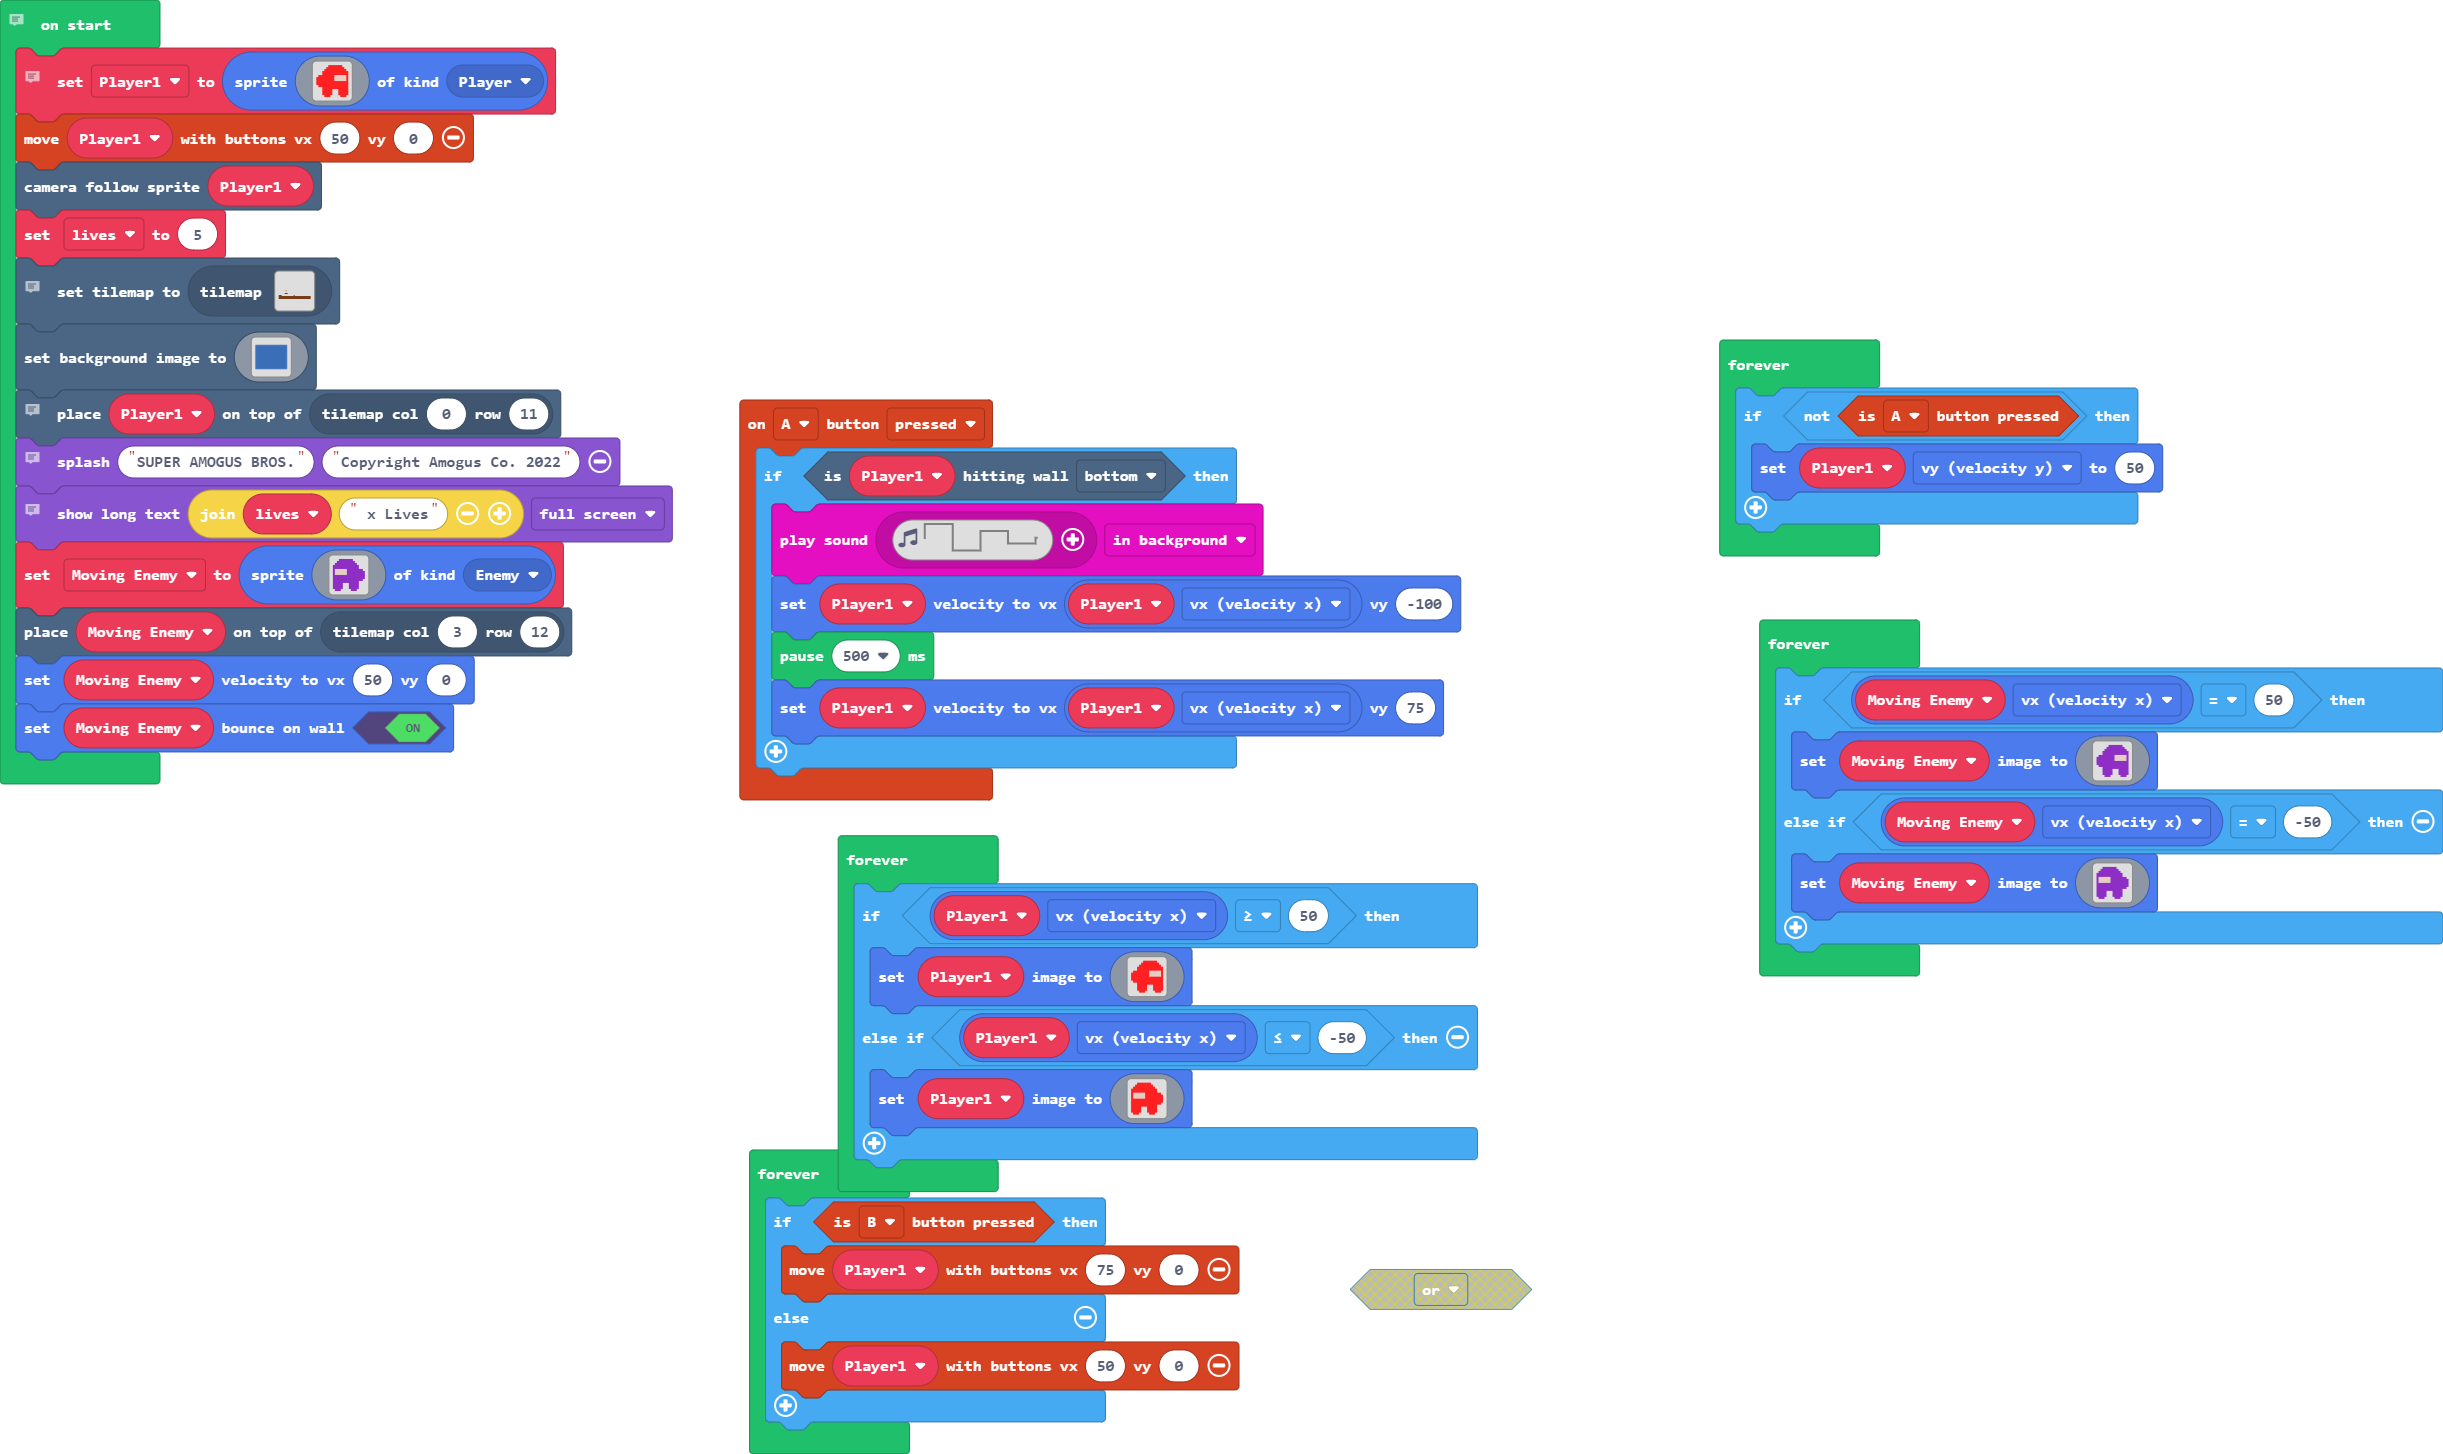 on start
set Player1 to sprite of kind Player
move Player1 with buttons vx 50 vy 0
camera follow sprite Player1
set lives to 5
set tilemap to tilemap
set background image to
place Player1 on top of tilemap col 0 row 11
splash "SUPER AMOGUS BROS." "Copyright Amogus Co. 2022"
show long text join lives " x Lives" full screen
set Moving Enemy to sprite of kind Enemy
place Moving Enemy on top of tilemap col 3 row 12
set Moving Enemy velocity to vx 50 vy 0
set Moving Enemy bounce on wall ON
on A button pressed
if is Player1 hitting wall bottom then
play sound in background
set Player1 velocity to vx Player1 vx (velocity x) vy -100
pause 500 ms
set Player1 velocity to vx Player1 vx (velocity x) vy 75
forever
if Player1 vx (velocity x) ≥ 50 then
set Player1 image to
else if Player1 vx (velocity x) ≤ -50 then
set Player1 image to
forever
if is B button pressed then
move Player1 with buttons vx 75 vy 0
else
move Player1 with buttons vx 50 vy 0
or
forever
if not is A button pressed then
set Player1 vy (velocity y) to 50
forever
if Moving Enemy vx (velocity x) = 50 then
set Moving Enemy image to
else if Moving Enemy vx (velocity x) = -50 then
set Moving Enemy image to